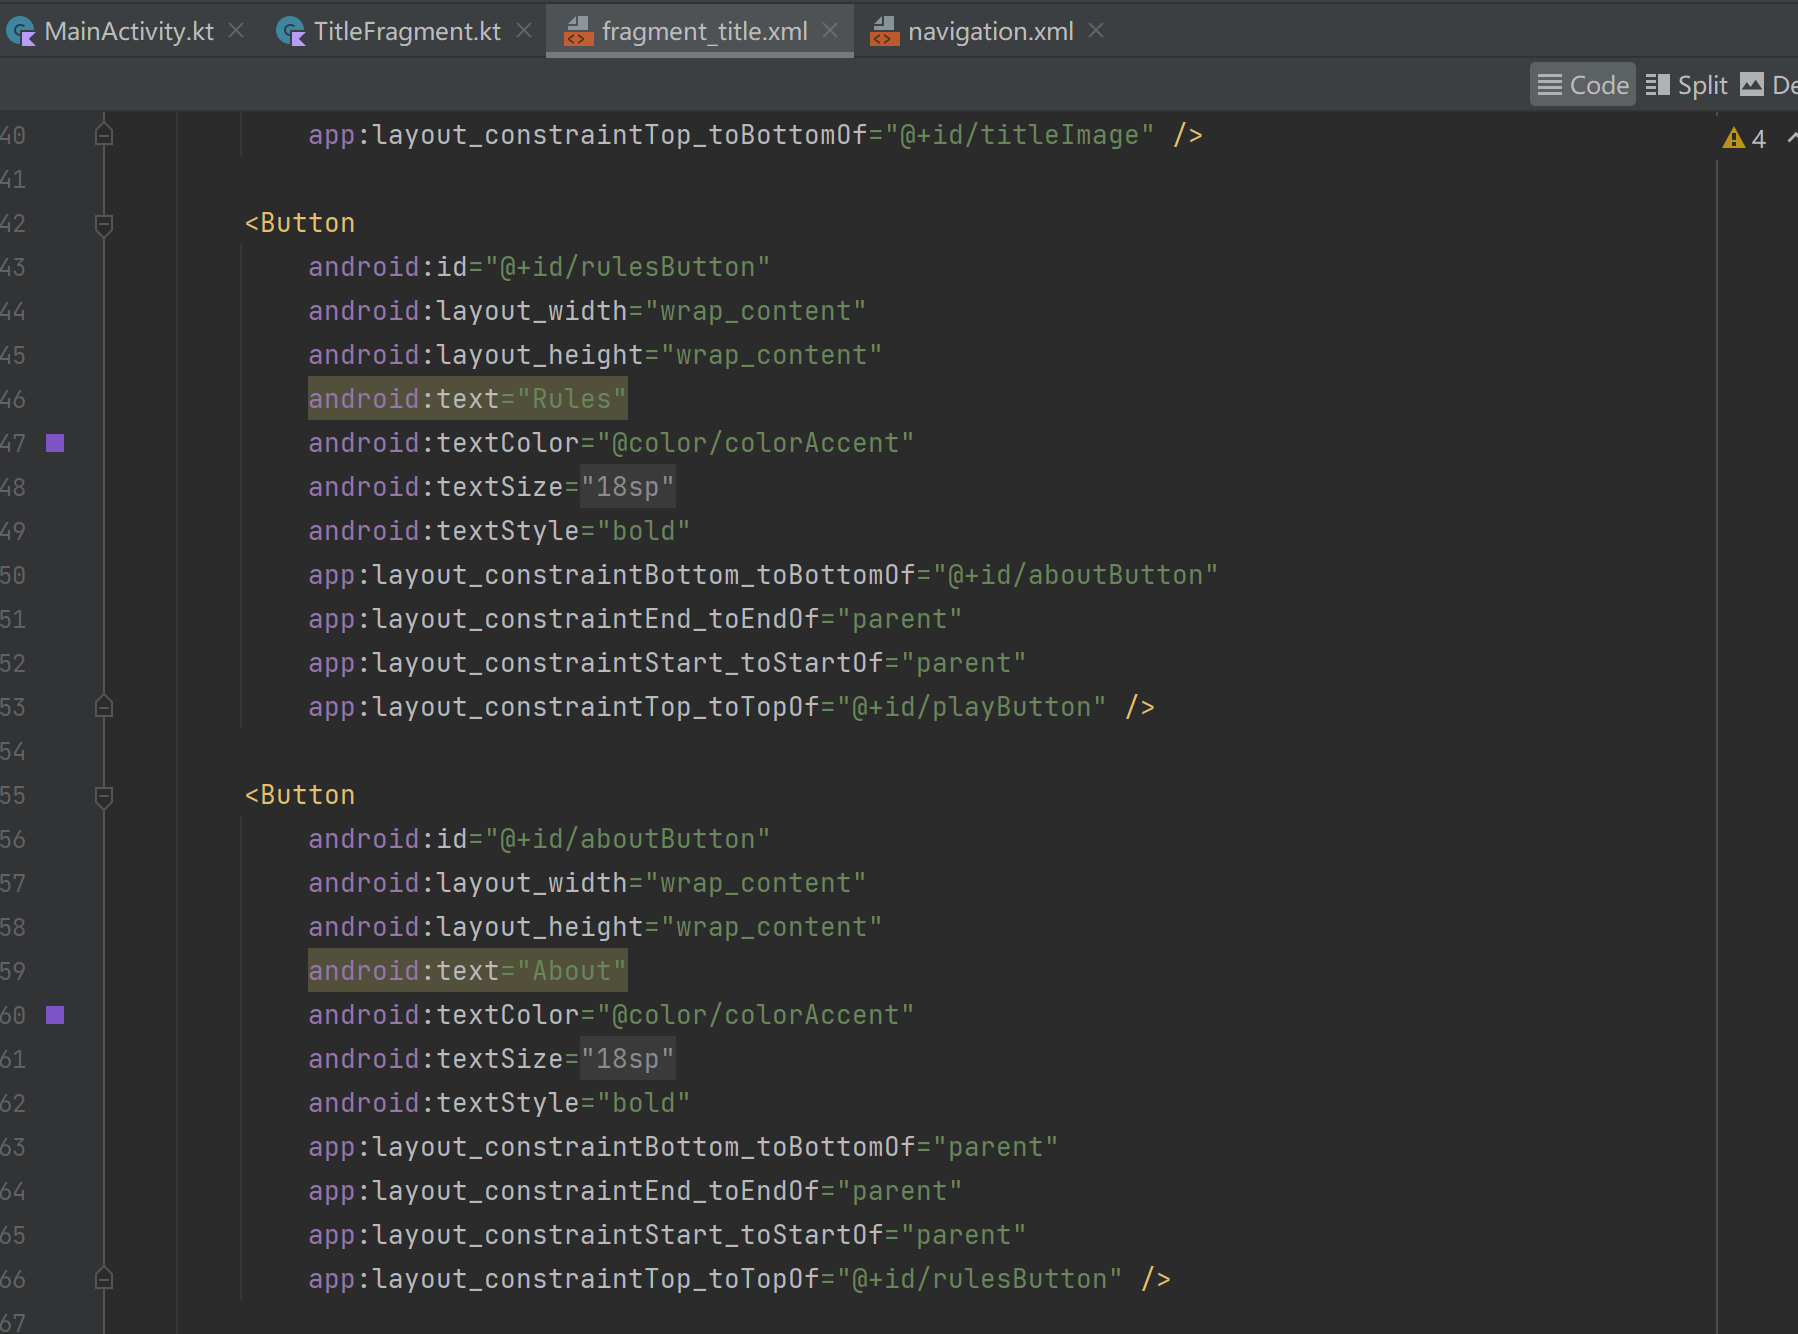 MainActivity.kt TitleFragment.kt fragment_title.xml navigation.xml
Code Split De
40 app:layout_constraintTop_toBottomOf="@+id/titleImage" /> 4
41
42 <Button
43 android:id="@+id/rulesButton"
44 android:layout_width="wrap_content"
45 android:layout_height="wrap_content"
46 android:text="Rules"
47 android:textColor="@color/colorAccent"
48 android:textSize="18sp"
49 android:textStyle="bold"
50 app:layout_constraintBottom_toBottomOf="@+id/aboutButton"
51 app:layout_constraintEnd_toEndOf="parent"
52 app:layout_constraintStart_toStartOf="parent"
53 app:layout_constraintTop_toTopOf="@+id/playButton" />
54
55 <Button
56 android:id="@+id/aboutButton"
57 android:layout_width="wrap_content"
58 android:layout_height="wrap_content"
59 android:text="About"
60 android:textColor="@color/colorAccent"
61 android:textSize="18sp"
62 android:textStyle="bold"
63 app:layout_constraintBottom_toBottomOf="parent"
64 app:layout_constraintEnd_toEndOf="parent"
65 app:layout_constraintStart_toStartOf="parent"
66 app:layout_constraintTop_toTopOf="@+id/rulesButton" />
67